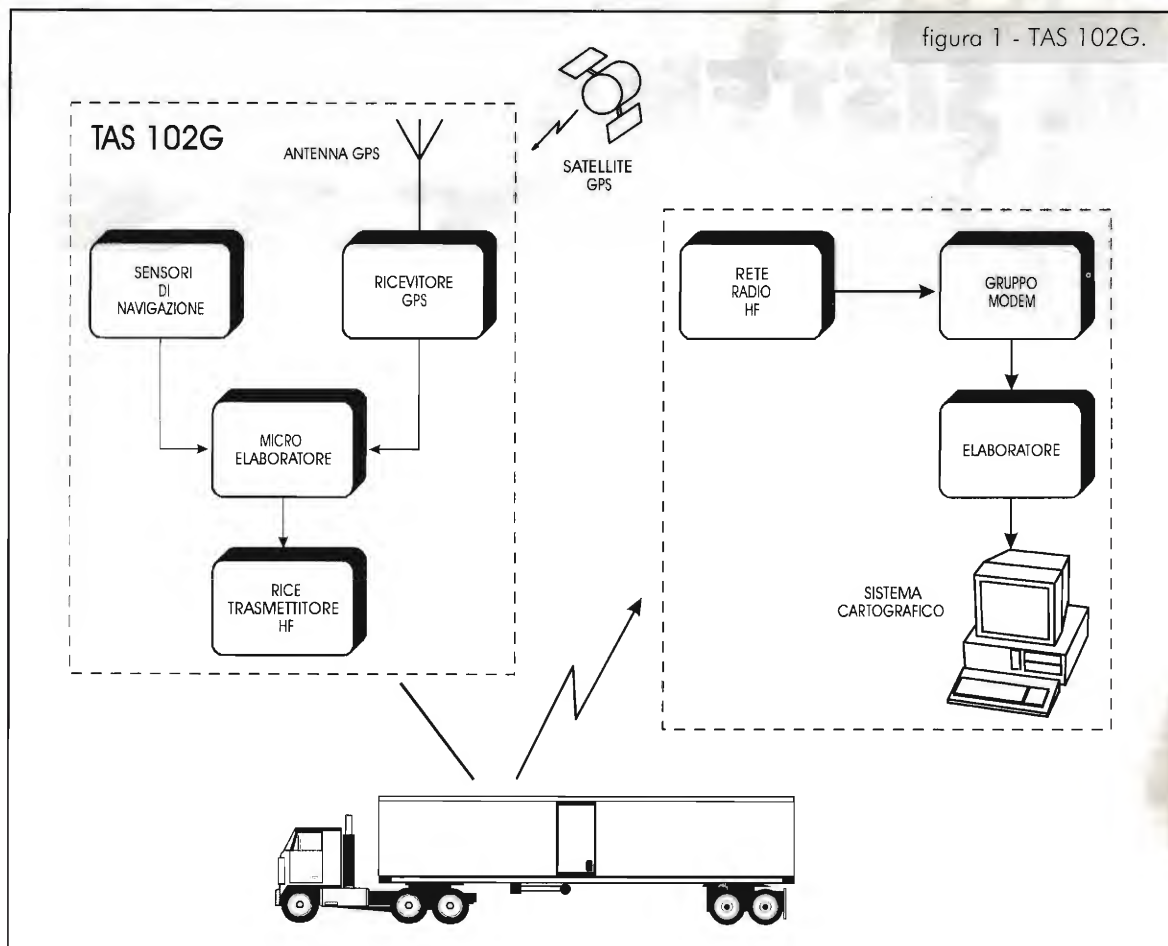 figura 1 - TAS 102G.
TAS 102G
ANTENNA GPS
SATELLITE
GPS
SENSORI
DI
NAVIGAZIONE
RICEVITORE
GPS
MICRO
ELABORATORE
RICE
TRASMETTITORE
HF
RETE
RADIO
HF
GRUPPO
MODEM
ELABORATORE
SISTEMA
CARTOGRAFICO